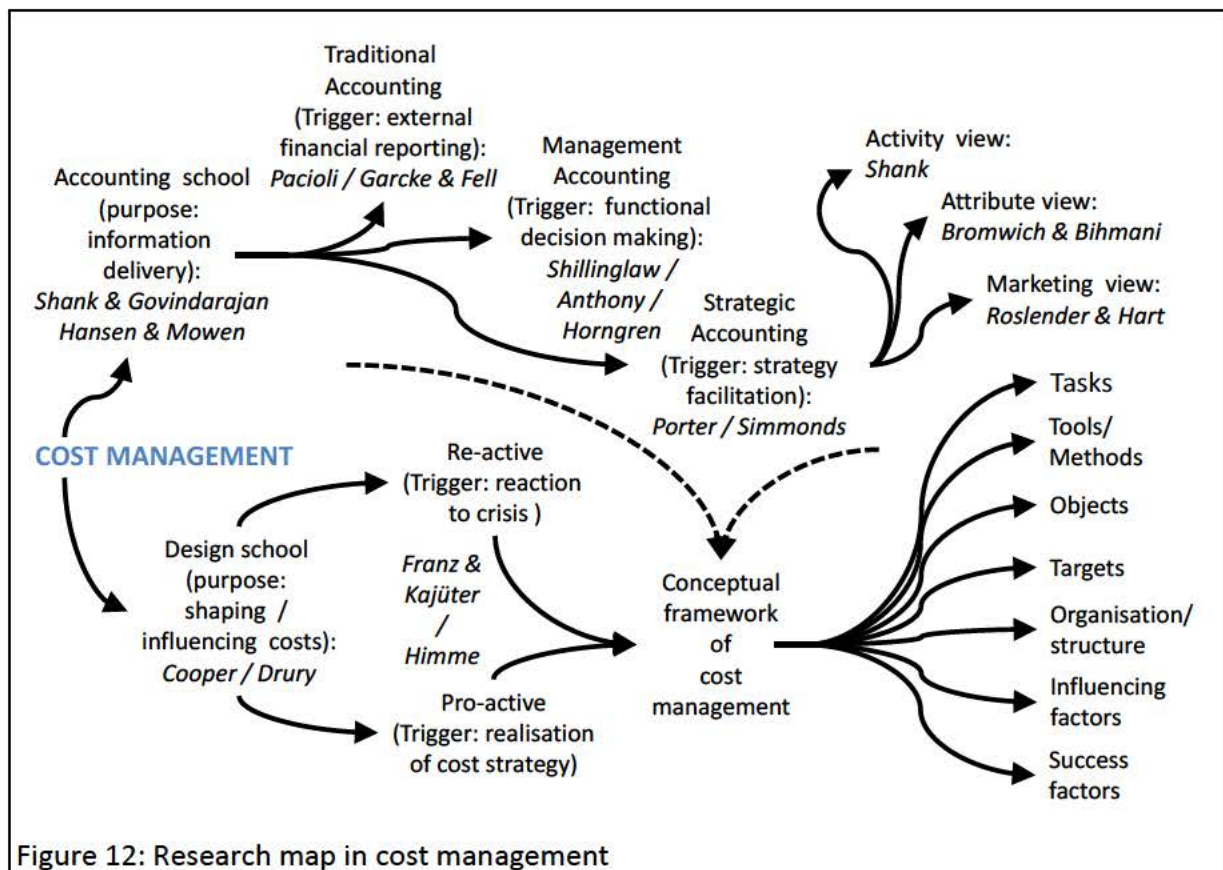 Traditional
Accounting
(Trigger: external
financial reporting):
Pacioli / Garcke & Fell
Accounting school
(purpose:
information
delivery):
Shank & Govindarajan
Hansen & Mowen
Management
Accounting
(Trigger: functional
decision making):
Shillinglaw /
Anthony /
Horngren
Strategic
Accounting
(Trigger: strategy
facilitation):
Porter / Simmonds
Activity view:
Shank
Attribute view:
Bromwich & Bihmani
Marketing view:
Roslender & Hart
COST MANAGEMENT
Design school
(purpose:
shaping /
influencing costs):
Cooper / Drury
Re-active
(Trigger: reaction
to crisis )
Franz &
Kajüter
/
Himme
Pro-active
(Trigger: realisation
of cost strategy)
Conceptual
framework
of
cost
management
Tasks
Tools/
Methods
Objects
Targets
Organisation/
structure
Influencing
factors
Success
factors
Figure 12: Research map in cost management